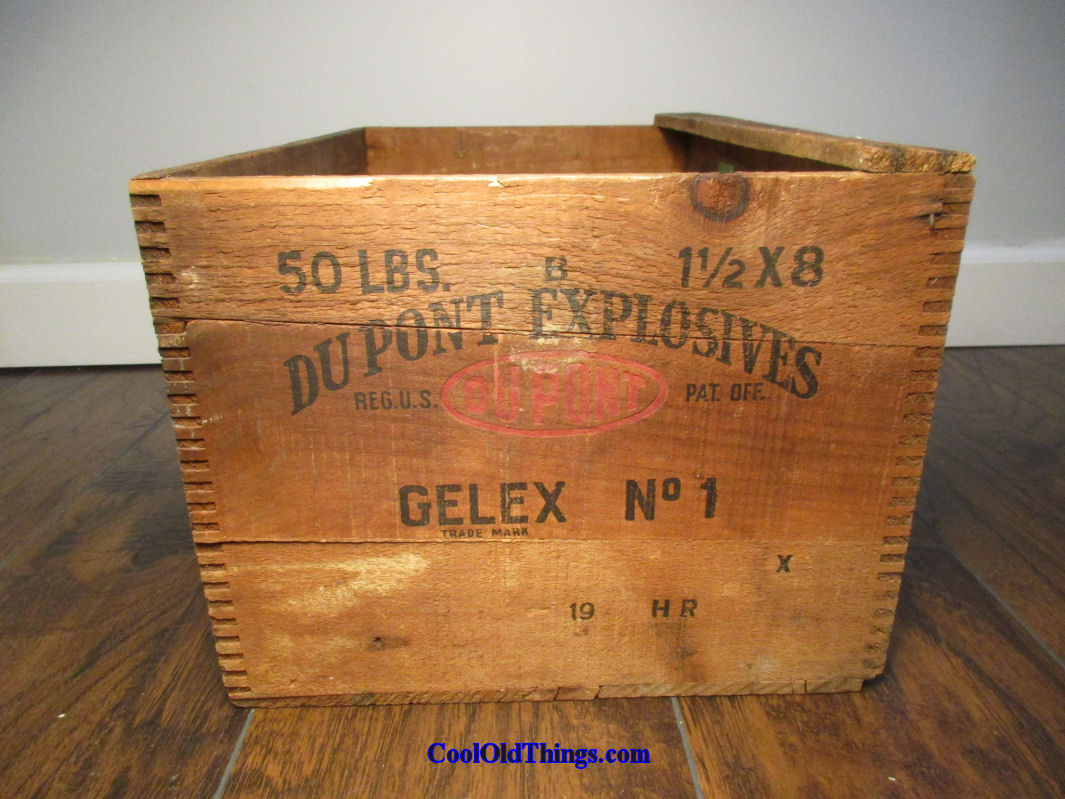 50 LBS. B 1½ X 8
DU PONT EXPLOSIVES
REG. U.S. DU PONT PAT. OFF.
GELEX Nº 1
TRADE MARK
X
19 HR
CoolOldThings.com